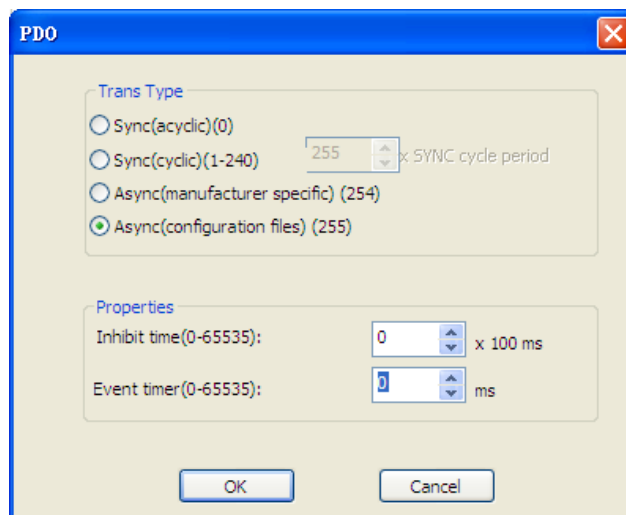 PDO
Trans Type
Sync(acyclic)(0)
Sync(cyclic)(1-240) 255 x SYNC cycle period
Async(manufacturer specific) (254)
Async(configuration files) (255)
Properties
Inhibit time(0-65535): 0 x 100 ms
Event timer(0-65535): 0 ms
OK Cancel